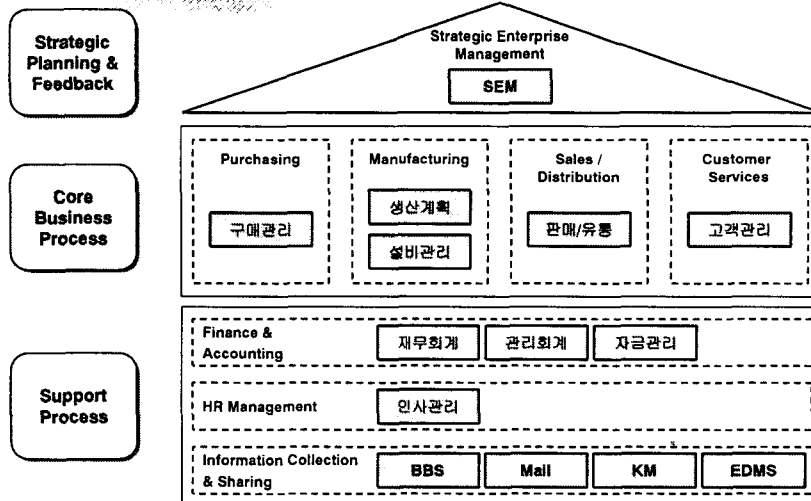 Strategic
Planning &
Feedback
Strategic Enterprise
Management
SEM
Core
Business
Process
Purchasing
구매관리
Manufacturing
생산계획
설비관리
Sales /
Distribution
판매/유통
Customer
Services
고객관리
Support
Process
Finance &
Accounting
재무회계
관리회계
자금관리
HR Management
인사관리
Information Collection
& Sharing
BBS
Mail
KM
EDMS